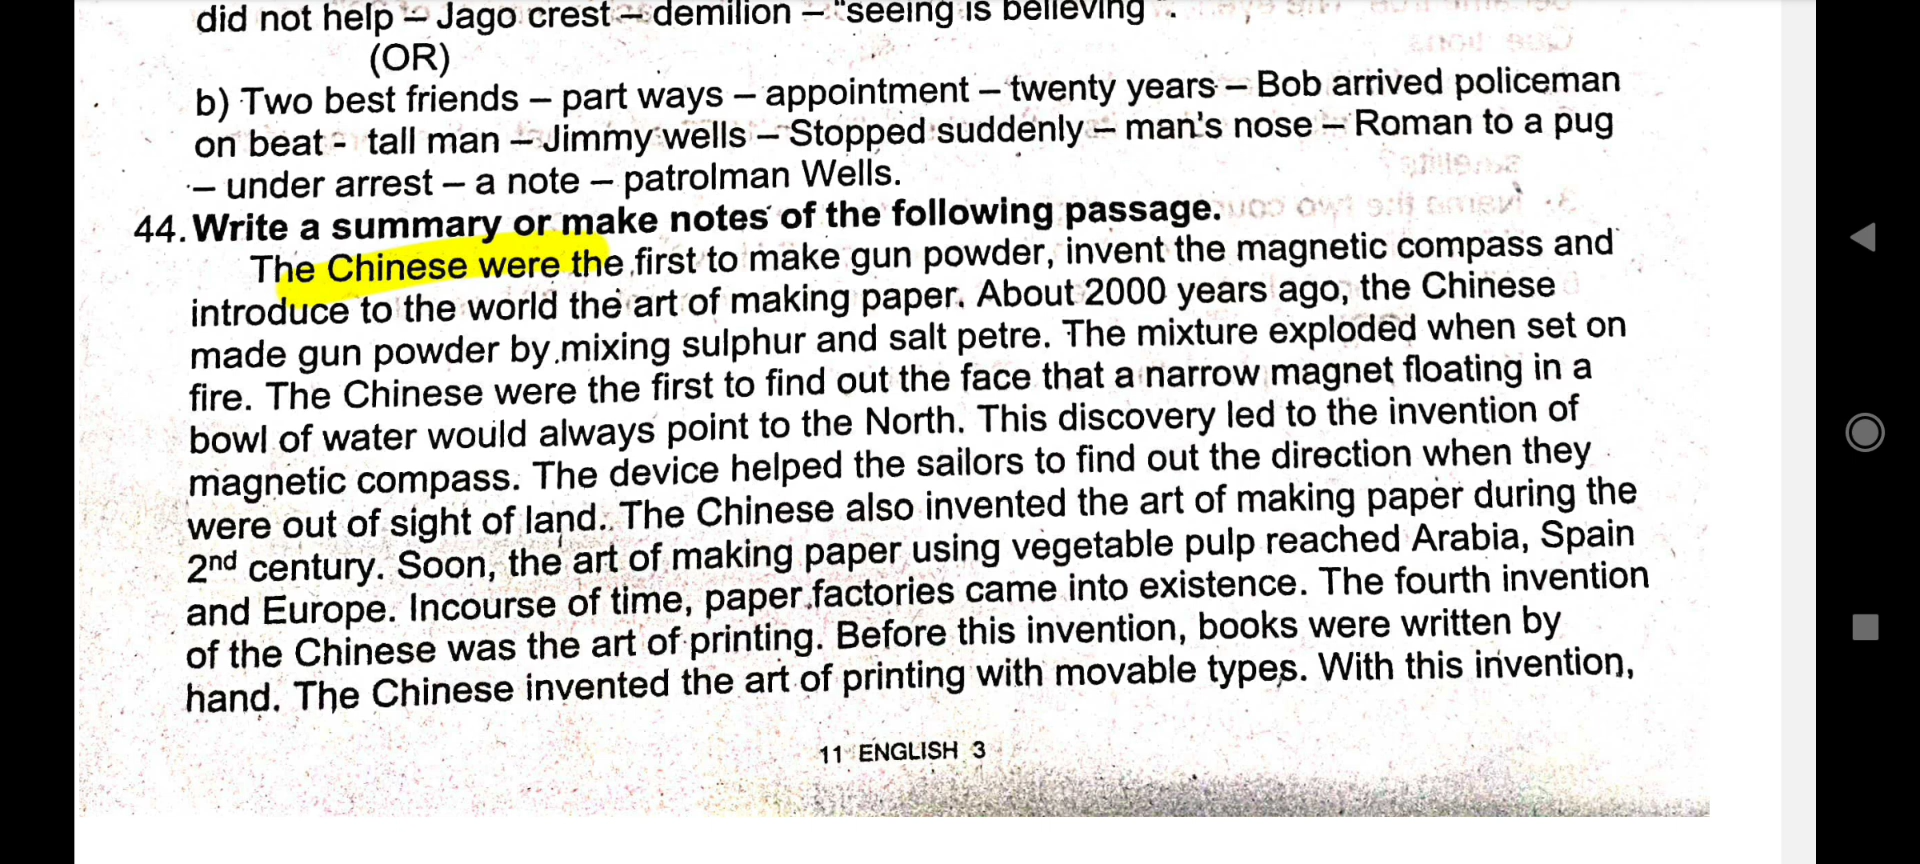 did not help – Jago crest – demilion – "seeing is believing".
(OR)
b) Two best friends – part ways – appointment – twenty years – Bob arrived policeman
on beat - tall man – Jimmy wells – Stopped suddenly – man's nose – Roman to a pug
– under arrest – a note – patrolman Wells.
44. Write a summary or make notes of the following passage.
The Chinese were the first to make gun powder, invent the magnetic compass and
introduce to the world the art of making paper. About 2000 years ago, the Chinese
made gun powder by mixing sulphur and salt petre. The mixture exploded when set on
fire. The Chinese were the first to find out the face that a narrow magnet floating in a
bowl of water would always point to the North. This discovery led to the invention of
magnetic compass. The device helped the sailors to find out the direction when they
were out of sight of land. The Chinese also invented the art of making paper during the
2nd century. Soon, the art of making paper using vegetable pulp reached Arabia, Spain
and Europe. Incourse of time, paper factories came into existence. The fourth invention
of the Chinese was the art of printing. Before this invention, books were written by
hand. The Chinese invented the art of printing with movable types. With this invention,
11 ENGLISH 3